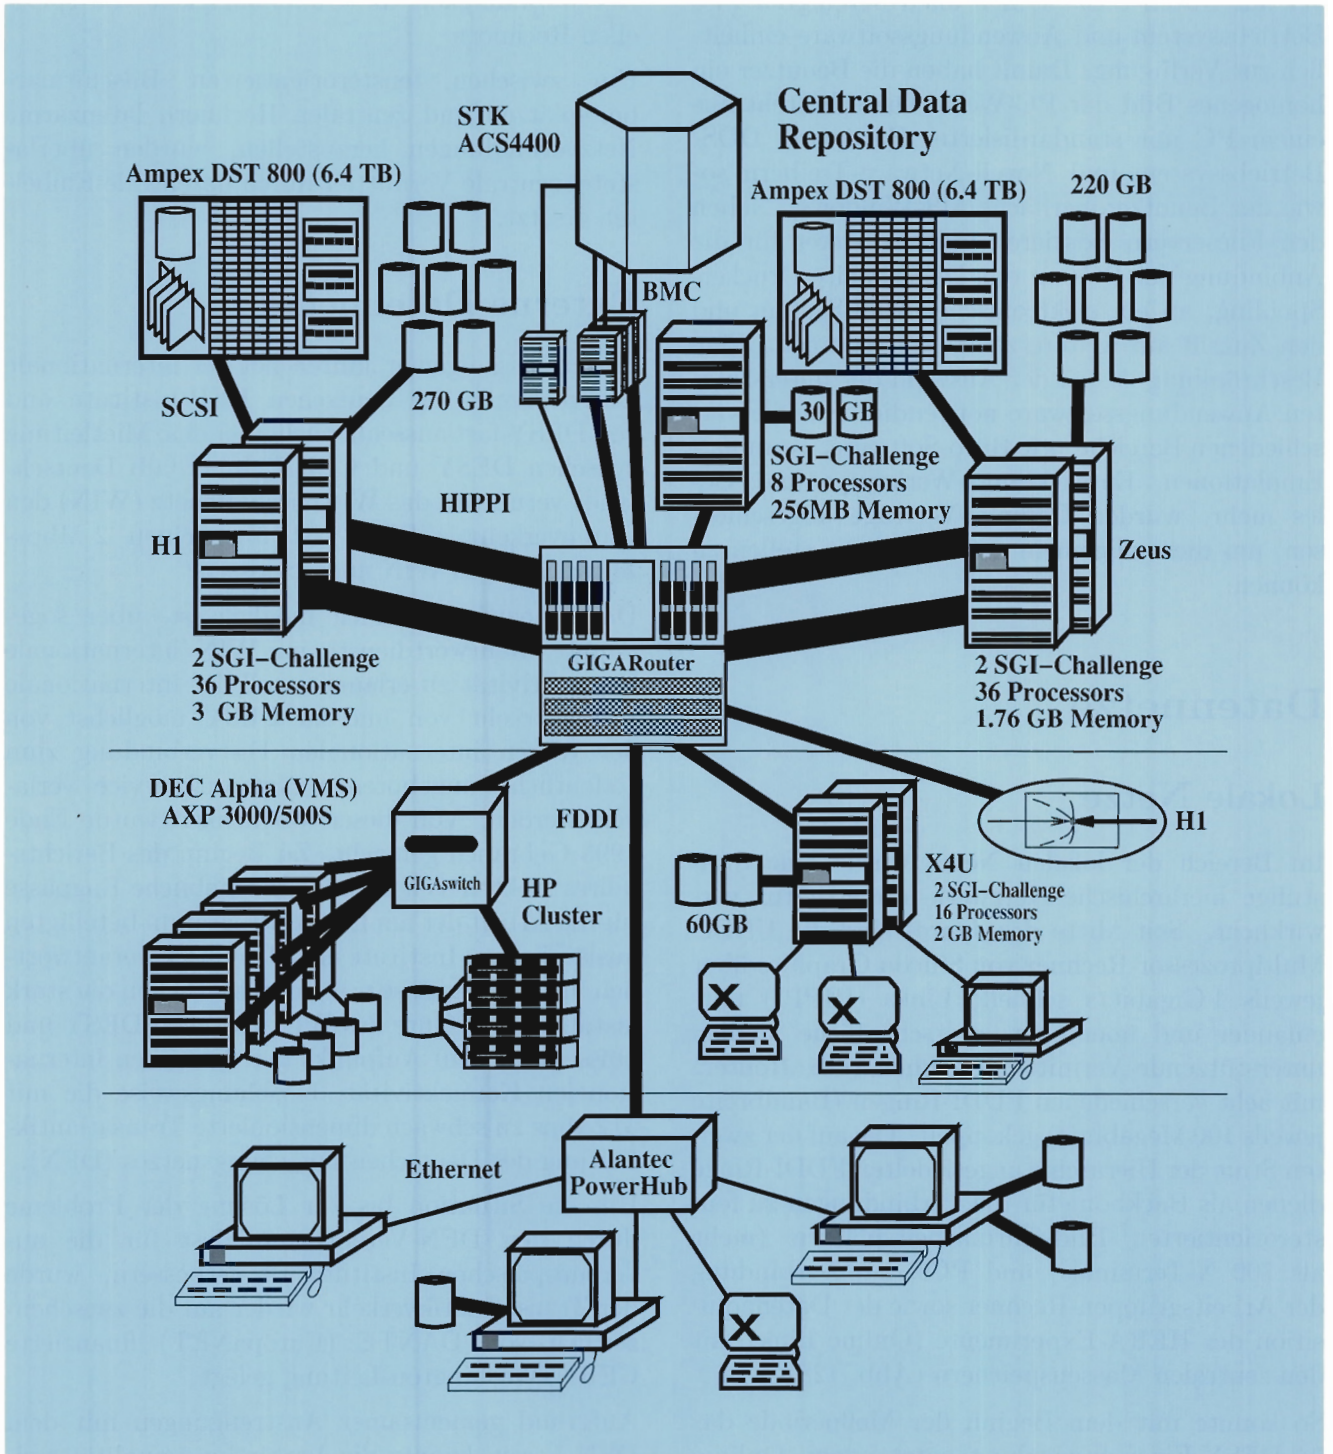 STK
ACS4400
Central Data
Repository
Ampex DST 800 (6.4 TB)
Ampex DST 800 (6.4 TB)
220 GB
BMC
SCSI
270 GB
30 GB
SGI–Challenge
8 Processors
256MB Memory
HIPPI
H1
Zeus
GIGARouter
2 SGI–Challenge
36 Processors
3 GB Memory
2 SGI–Challenge
36 Processors
1.76 GB Memory
DEC Alpha (VMS)
AXP 3000/500S
FDDI
H1
GIGAswitch
HP
Cluster
60GB
X4U
2 SGI–Challenge
16 Processors
2 GB Memory
X
X
Ethernet
Alantec
PowerHub
X